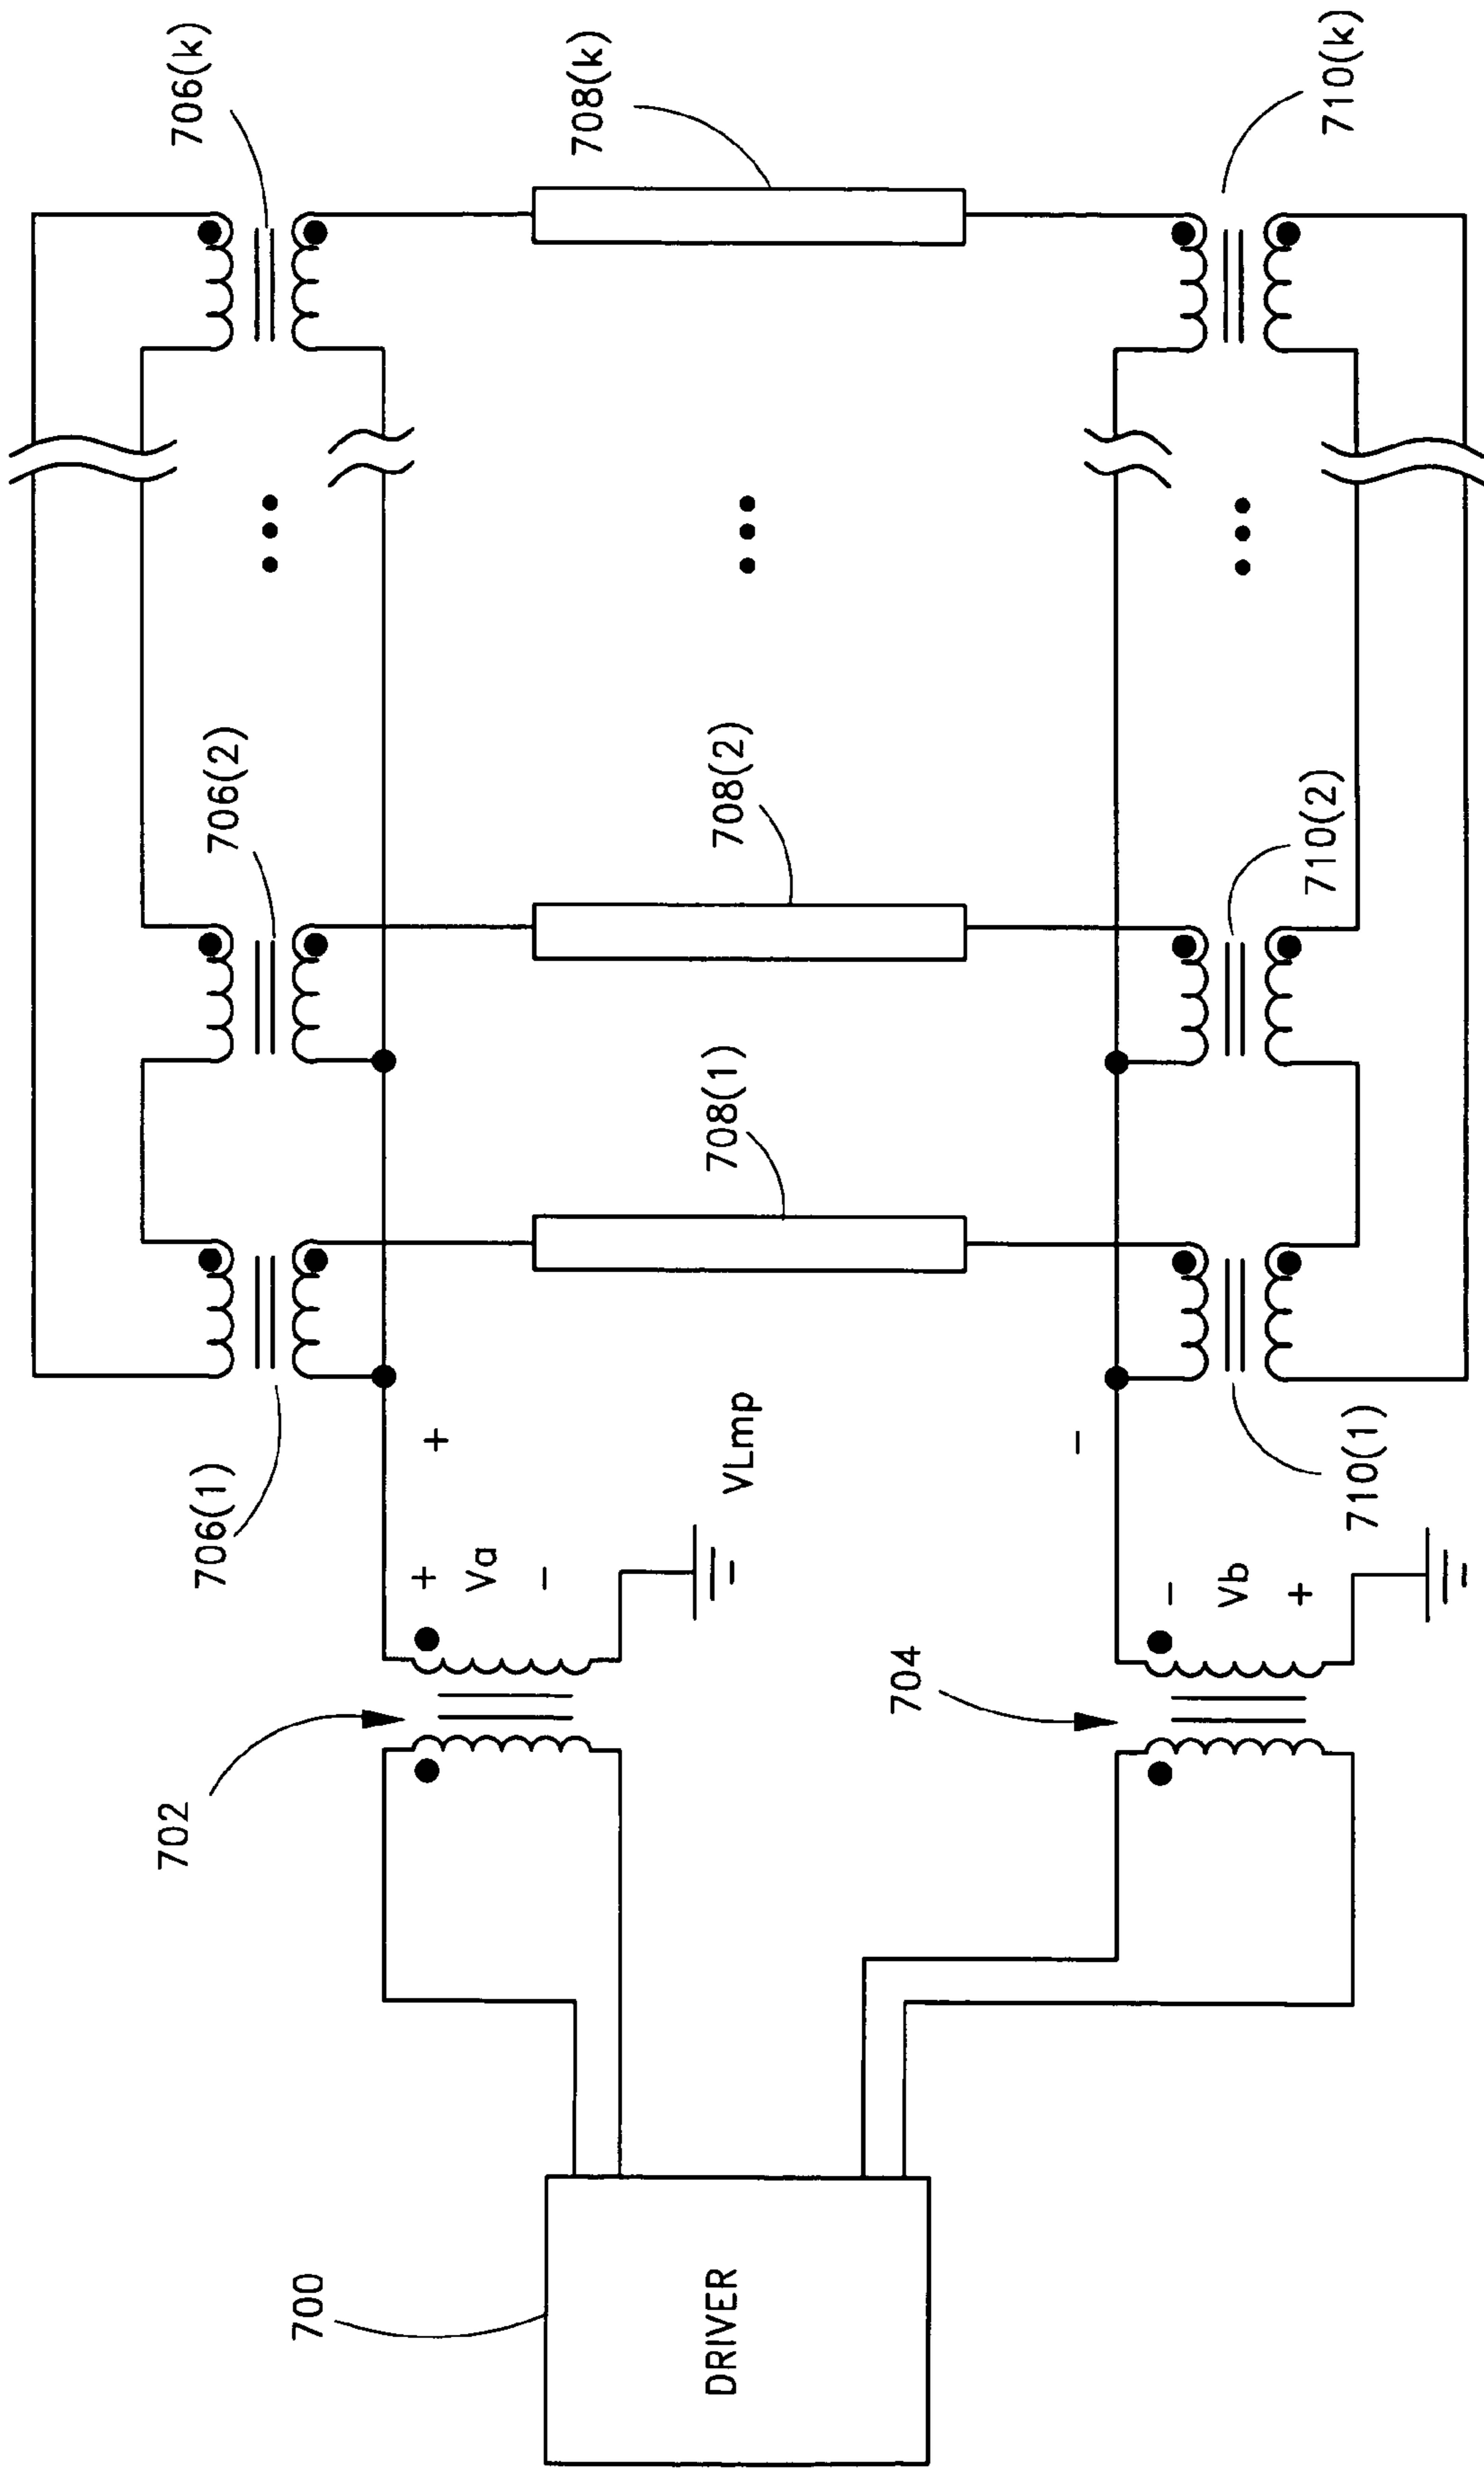 706(k)
708(k)
710(k)
706(2)
708(2)
710(2)
708(1)
706(1)
+
VLmp
-
710(1)
+
Va
-
-
Vb
+
702
704
700
DRIVER